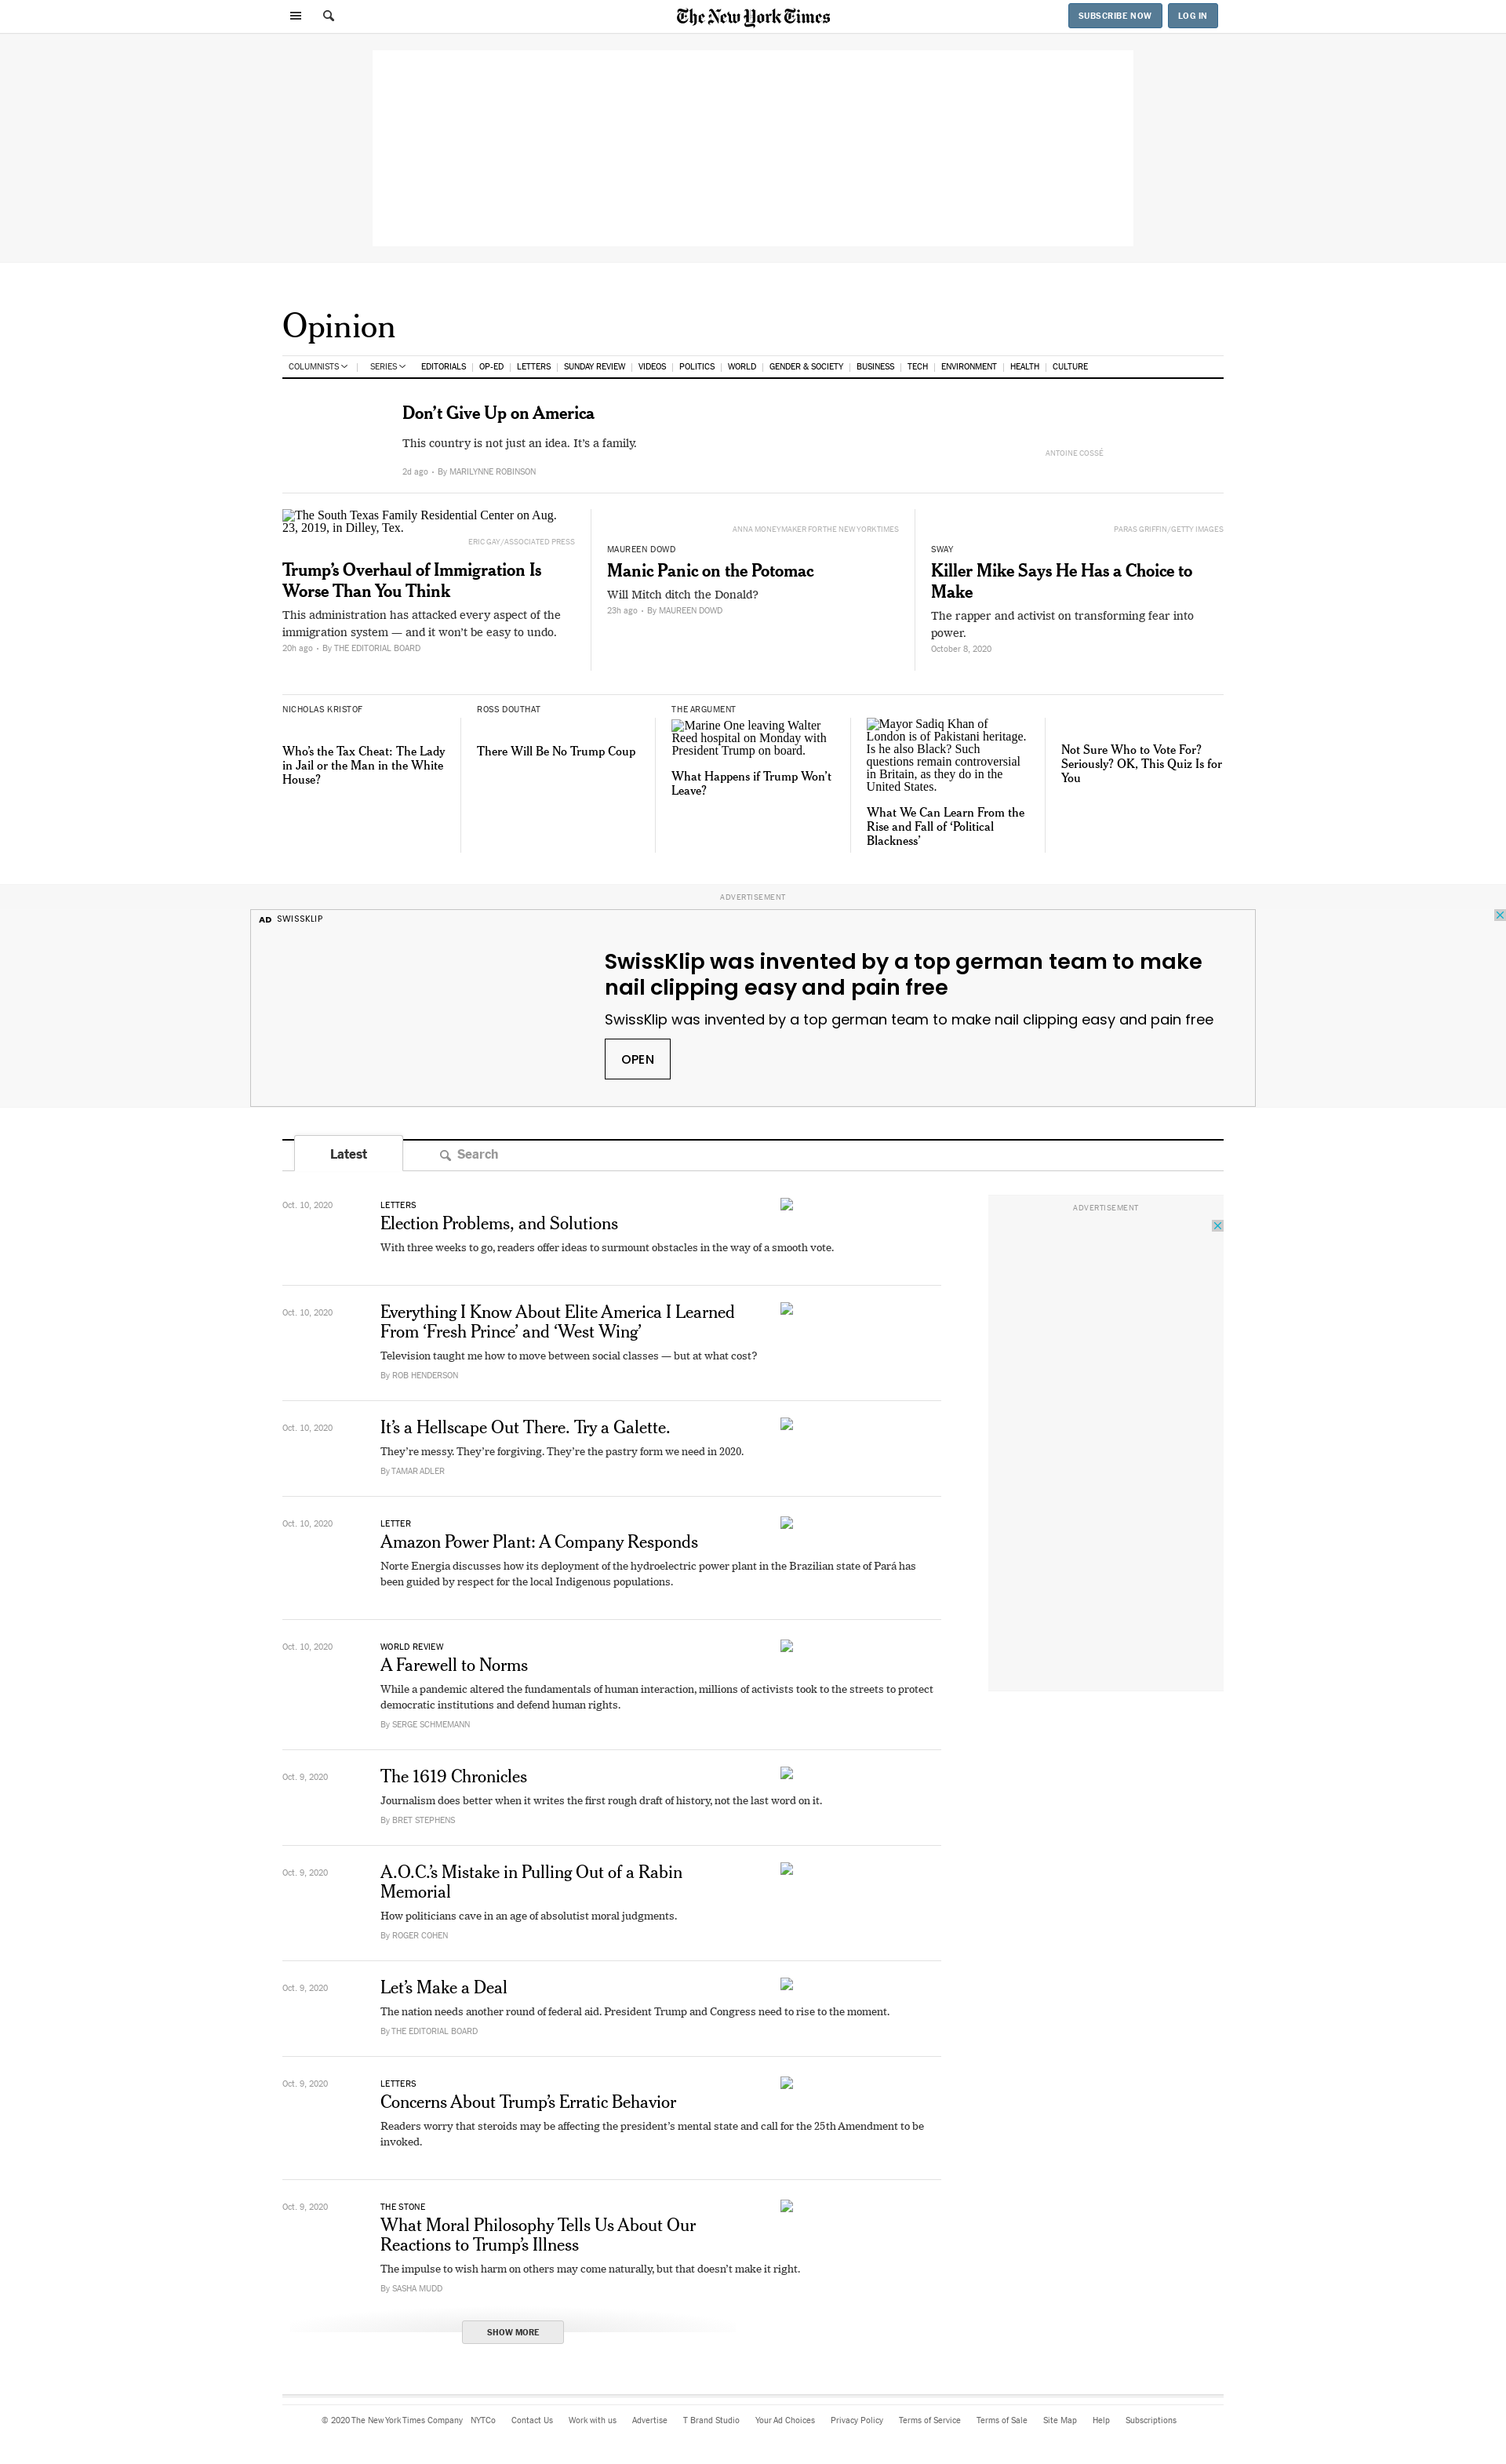 The New York Times
SUBSCRIBE NOW
LOG IN
Opinion
COLUMNISTS
SERIES
EDITORIALS
OP-ED
LETTERS
SUNDAY REVIEW
VIDEOS
POLITICS
WORLD
GENDER & SOCIETY
BUSINESS
TECH
ENVIRONMENT
HEALTH
CULTURE
Don’t Give Up on America
This country is not just an idea. It’s a family.
2d ago • By MARILYNNE ROBINSON
ANTOINE COSSÉ
The South Texas Family Residential Center on Aug.
23, 2019, in Dilley, Tex.
ERIC GAY/ASSOCIATED PRESS
Trump’s Overhaul of Immigration Is
Worse Than You Think
This administration has attacked every aspect of the
immigration system — and it won’t be easy to undo.
20h ago • By THE EDITORIAL BOARD
ANNA MONEYMAKER FOR THE NEW YORK TIMES
MAUREEN DOWD
Manic Panic on the Potomac
Will Mitch ditch the Donald?
23h ago • By MAUREEN DOWD
PARAS GRIFFIN/GETTY IMAGES
SWAY
Killer Mike Says He Has a Choice to
Make
The rapper and activist on transforming fear into
power.
October 8, 2020
NICHOLAS KRISTOF
Who’s the Tax Cheat: The Lady
in Jail or the Man in the White
House?
ROSS DOUTHAT
There Will Be No Trump Coup
THE ARGUMENT
Marine One leaving Walter
Reed hospital on Monday with
President Trump on board.
What Happens if Trump Won’t
Leave?
Mayor Sadiq Khan of
London is of Pakistani heritage.
Is he also Black? Such
questions remain controversial
in Britain, as they do in the
United States.
What We Can Learn From the
Rise and Fall of ‘Political
Blackness’
Not Sure Who to Vote For?
Seriously? OK, This Quiz Is for
You
ADVERTISEMENT
AD SWISSKLIP
SwissKlip was invented by a top german team to make
nail clipping easy and pain free
SwissKlip was invented by a top german team to make nail clipping easy and pain free
OPEN
Latest
Search
ADVERTISEMENT
Oct. 10, 2020
LETTERS
Election Problems, and Solutions
With three weeks to go, readers offer ideas to surmount obstacles in the way of a smooth vote.
Oct. 10, 2020
Everything I Know About Elite America I Learned
From ‘Fresh Prince’ and ‘West Wing’
Television taught me how to move between social classes — but at what cost?
By ROB HENDERSON
Oct. 10, 2020
It’s a Hellscape Out There. Try a Galette.
They’re messy. They’re forgiving. They’re the pastry form we need in 2020.
By TAMAR ADLER
Oct. 10, 2020
LETTER
Amazon Power Plant: A Company Responds
Norte Energia discusses how its deployment of the hydroelectric power plant in the Brazilian state of Pará has
been guided by respect for the local Indigenous populations.
Oct. 10, 2020
WORLD REVIEW
A Farewell to Norms
While a pandemic altered the fundamentals of human interaction, millions of activists took to the streets to protect
democratic institutions and defend human rights.
By SERGE SCHMEMANN
Oct. 9, 2020
The 1619 Chronicles
Journalism does better when it writes the first rough draft of history, not the last word on it.
By BRET STEPHENS
Oct. 9, 2020
A.O.C.’s Mistake in Pulling Out of a Rabin
Memorial
How politicians cave in an age of absolutist moral judgments.
By ROGER COHEN
Oct. 9, 2020
Let’s Make a Deal
The nation needs another round of federal aid. President Trump and Congress need to rise to the moment.
By THE EDITORIAL BOARD
Oct. 9, 2020
LETTERS
Concerns About Trump’s Erratic Behavior
Readers worry that steroids may be affecting the president’s mental state and call for the 25th Amendment to be
invoked.
Oct. 9, 2020
THE STONE
What Moral Philosophy Tells Us About Our
Reactions to Trump’s Illness
The impulse to wish harm on others may come naturally, but that doesn’t make it right.
By SASHA MUDD
SHOW MORE
© 2020 The New York Times Company NYTCo Contact Us Work with us Advertise T Brand Studio Your Ad Choices Privacy Policy Terms of Service Terms of Sale Site Map Help Subscriptions